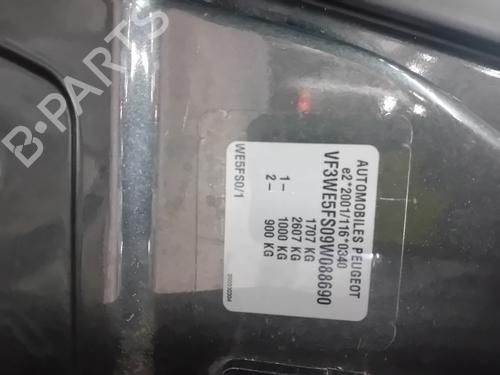 AUTOMOBILES PEUGEOT
e2*2001/116*0340
VF3WE5FS09W088690
1707 KG
2607 KG
1- 1000 KG
2- 900 KG
WE5FS0/1
B-PARTS